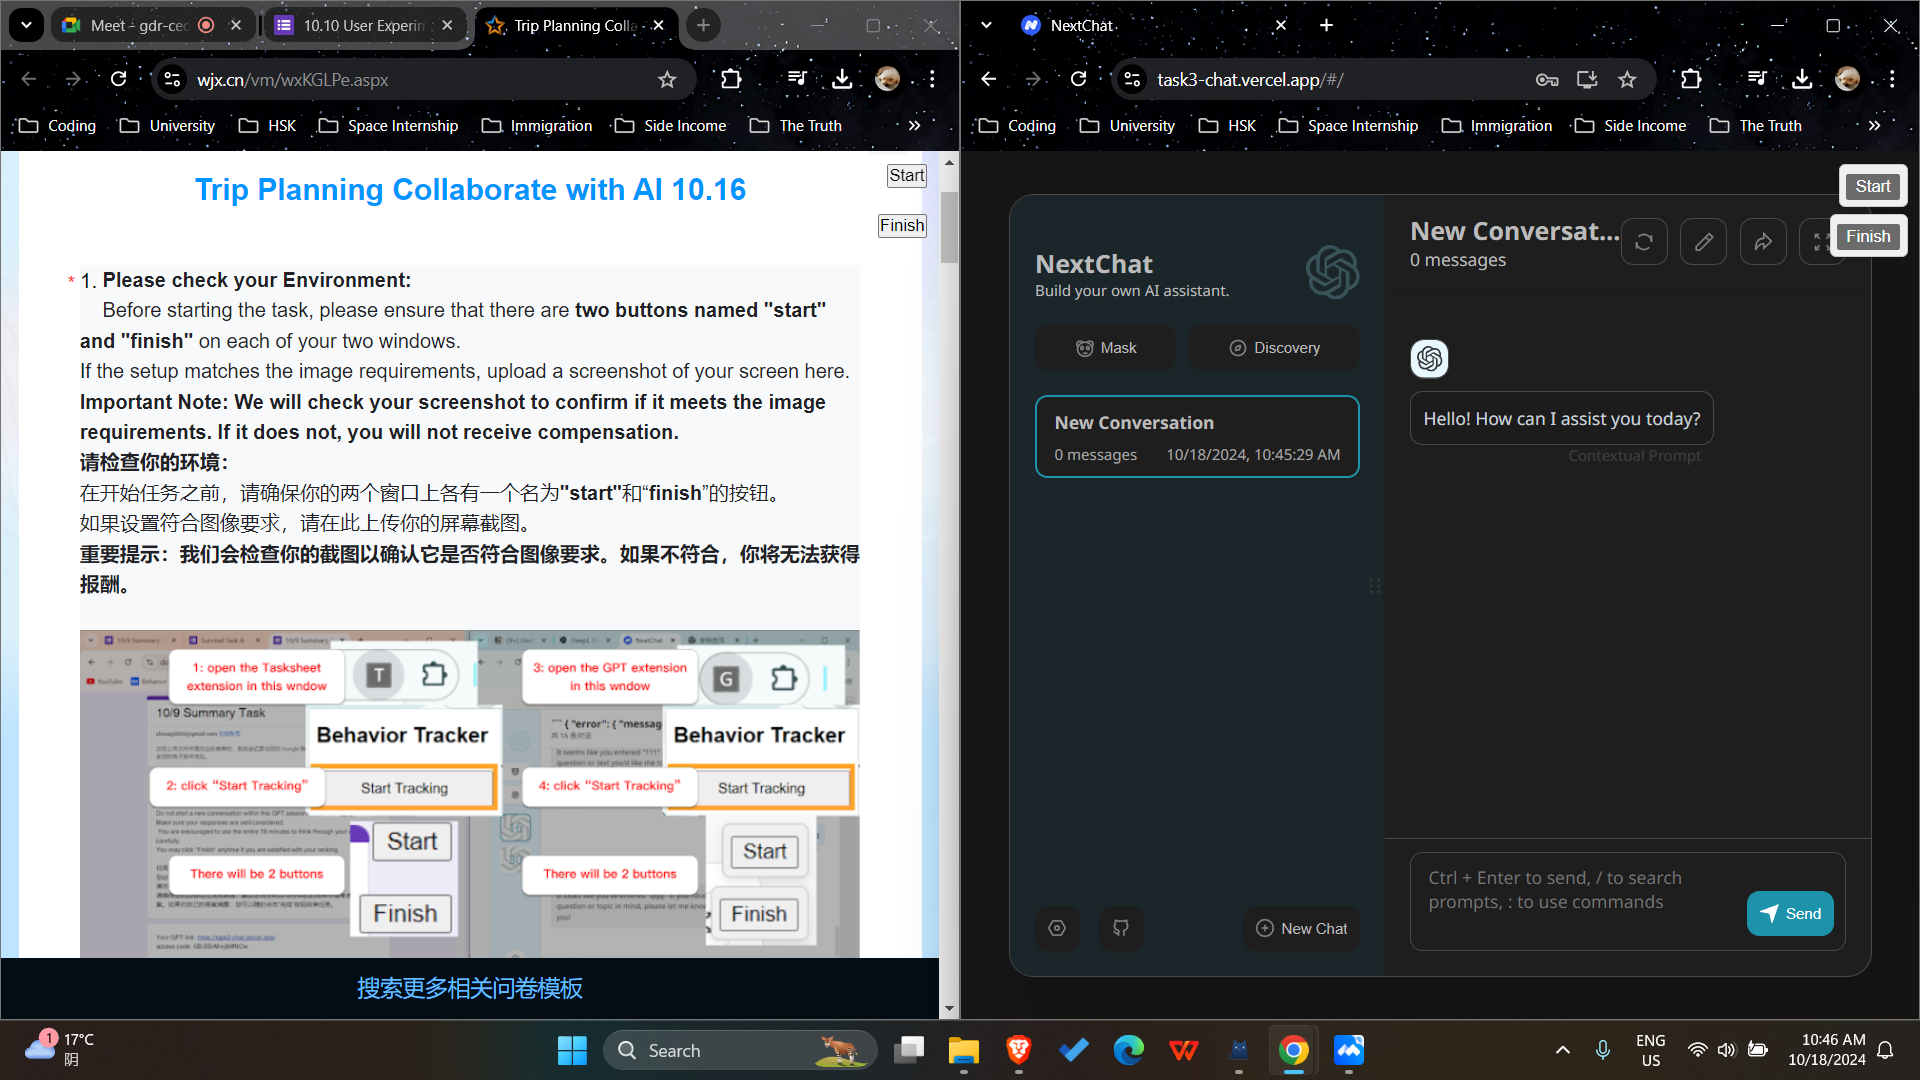 Meet - gdr-ced
10.10 User Experim
Trip Planning Colla
wjx.cn/vm/wxKGLPe.aspx
Coding
University
HSK
Space Internship
Immigration
Side Income
The Truth
Trip Planning Collaborate with AI 10.16
Start
Finish
* 1. Please check your Environment:
Before starting the task, please ensure that there are two buttons named "start"
and "finish" on each of your two windows.
If the setup matches the image requirements, upload a screenshot of your screen here.
Important Note: We will check your screenshot to confirm if it meets the image
requirements. If it does not, you will not receive compensation.
请检查你的环境：
在开始任务之前，请确保你的两个窗口上各有一个名为"start"和“finish”的按钮。
如果设置符合图像要求，请在此上传你的屏幕截图。
重要提示：我们会检查你的截图以确认它是否符合图像要求。如果不符合，你将无法获得
报酬。
1: open the Tasksheet
extension in this wndow
T
3: open the GPT extension
in this wndow
G
10/9 Summary Task
Behavior Tracker
Behavior Tracker
2: click “Start Tracking”
Start Tracking
4: click “Start Tracking”
Start Tracking
Start
Start
There will be 2 buttons
There will be 2 buttons
Finish
Finish
搜索更多相关问卷模板
NextChat
task3-chat.vercel.app/#/
Coding
University
HSK
Space Internship
Immigration
Side Income
The Truth
Start
Finish
NextChat
Build your own AI assistant.
Mask
Discovery
New Conversation
0 messages
10/18/2024, 10:45:29 AM
New Chat
New Conversat...
0 messages
Hello! How can I assist you today?
Contextual Prompt
Ctrl + Enter to send, / to search
prompts, : to use commands
Send
1
17°C
阴
Search
ENG
US
10:46 AM
10/18/2024